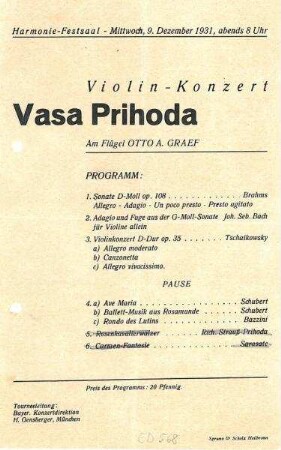 Harmonie-Festsaal - Mittwoch, 9. Dezember 1931, abends 8 Uhr
Violin-Konzert
Vasa Prihoda
Am Flügel OTTO A. GRAEF
PROGRAMM:
1. Sonate D-Moll op. 108 Brahms
Allegro - Adagio - Un poco presto - Presto agitato
2. Adagio und Fuge aus der G-Moll-Sonate Joh. Seb. Bach
für Violine allein
3. Violinkonzert D-Dur op. 35 Tschaikowsky
a) Allegro moderato
b) Canzonetta
c) Allegro vivacissimo.
PAUSE
4. a) Ave Maria Schubert
b) Ballett-Musik aus Rosamunde Schubert
c) Rondo des Lutins Bazzini
5. Rosenkavalierwalzer Rich. Strauß-Prihoda
6. Carmen-Fantasie Sarasate
Preis des Programms: 20 Pfennig.
Tourneeleitung:
Bayer. Konzertdirektion
H. Gensberger, München
CD 568
Heilbronn